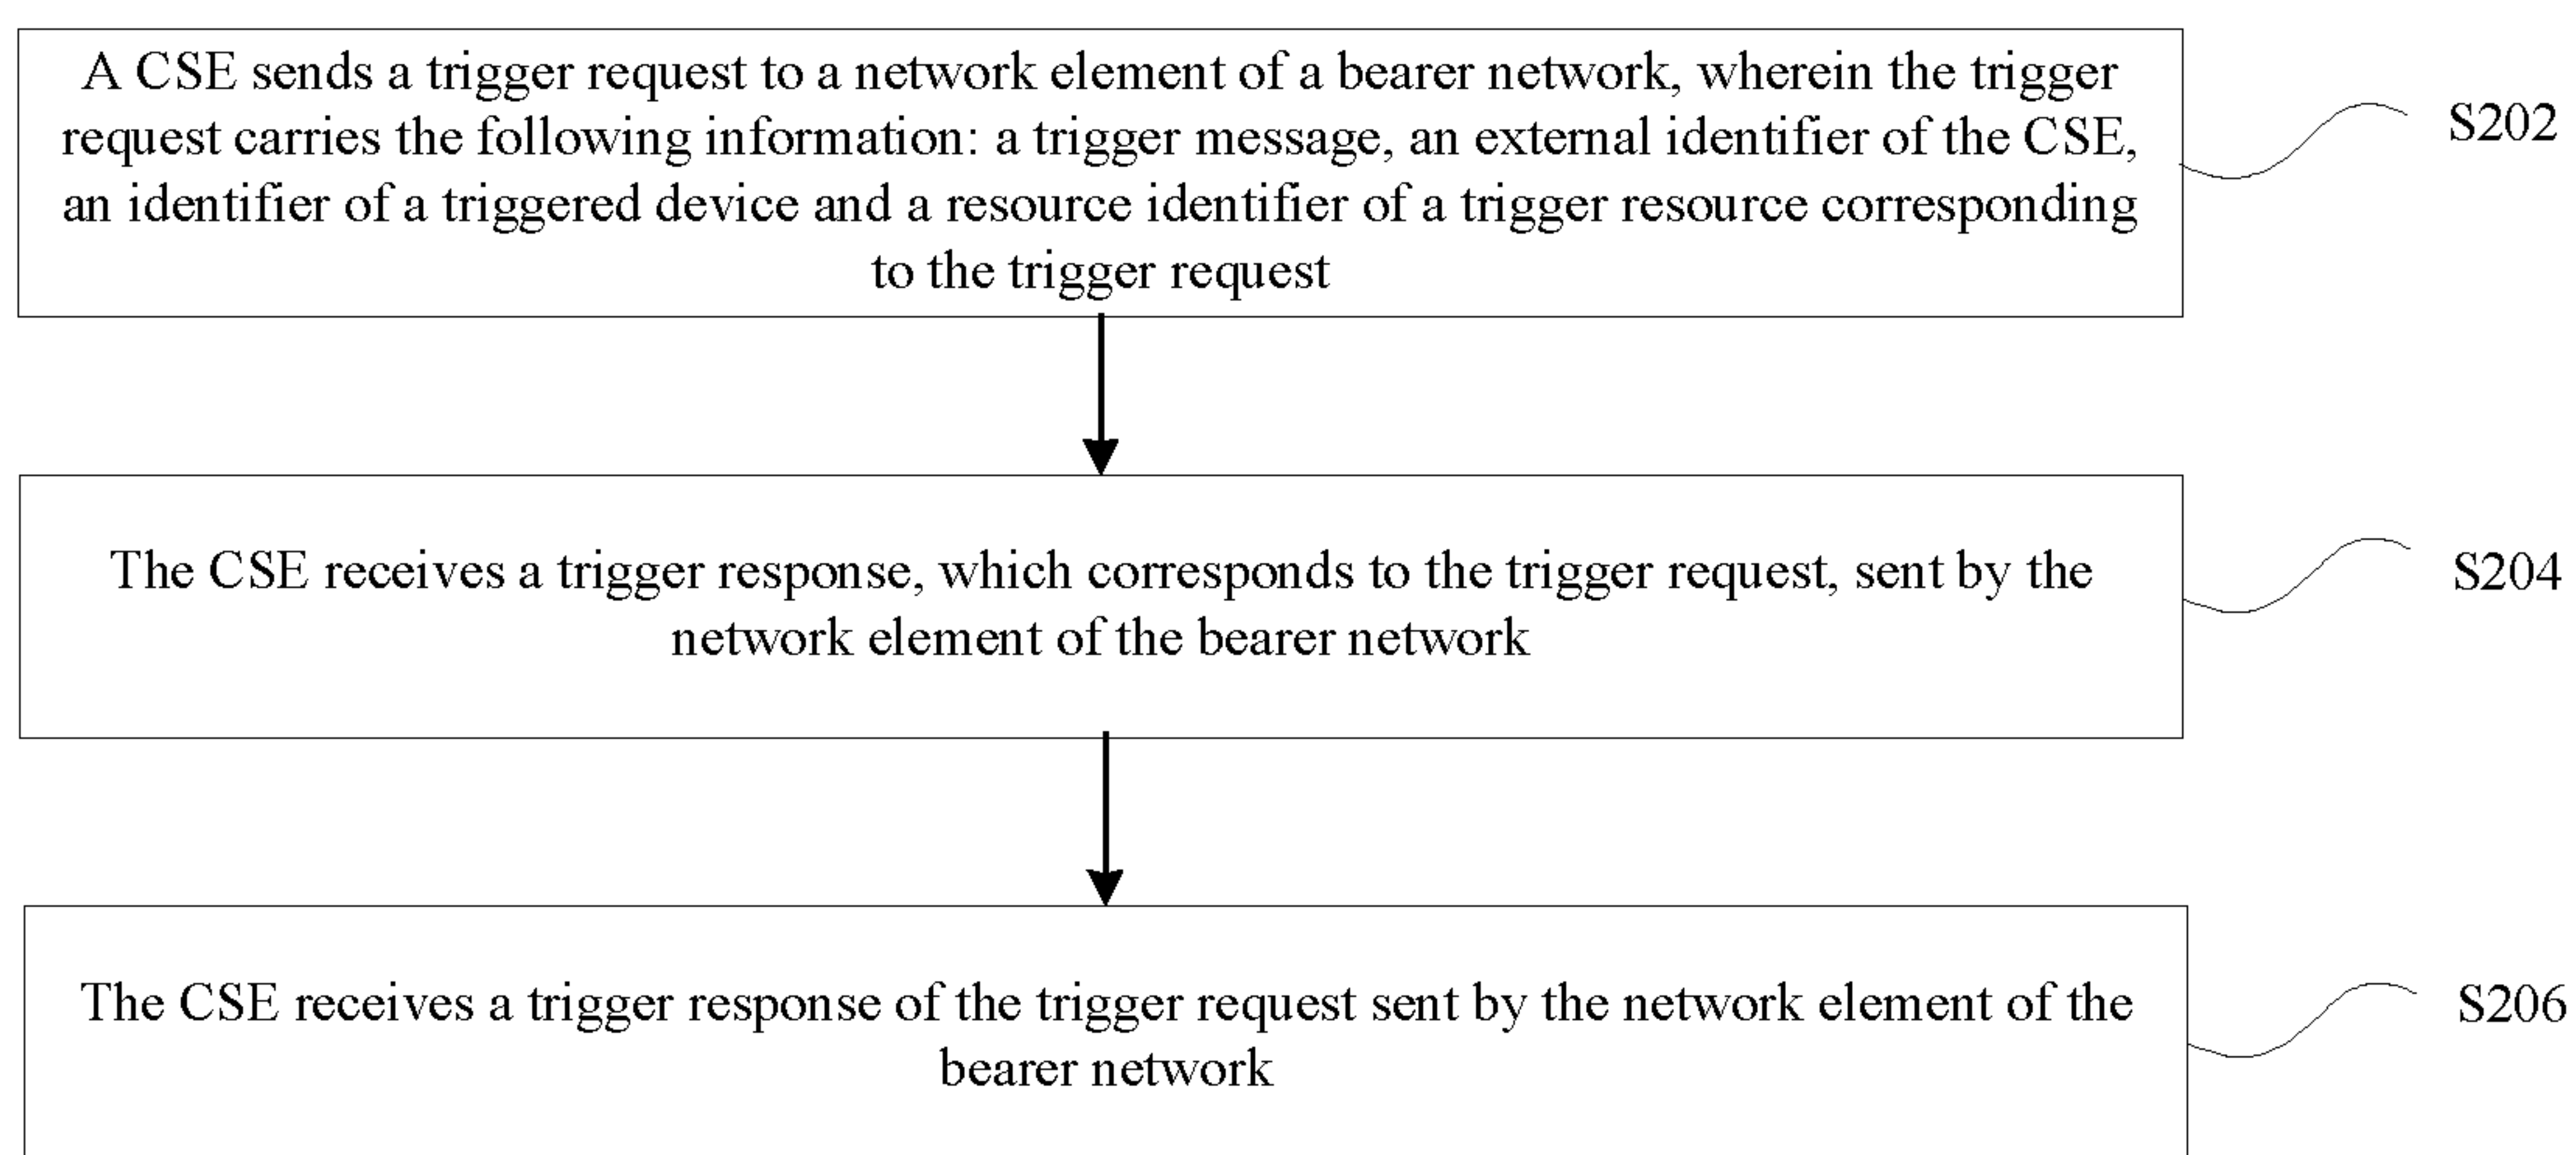 A CSE sends a trigger request to a network element of a bearer network, wherein the trigger
request carries the following information: a trigger message, an external identifier of the CSE,
an identifier of a triggered device and a resource identifier of a trigger resource corresponding
to the trigger request
S202
The CSE receives a trigger response, which corresponds to the trigger request, sent by the
network element of the bearer network
S204
The CSE receives a trigger response of the trigger request sent by the network element of the
bearer network
S206